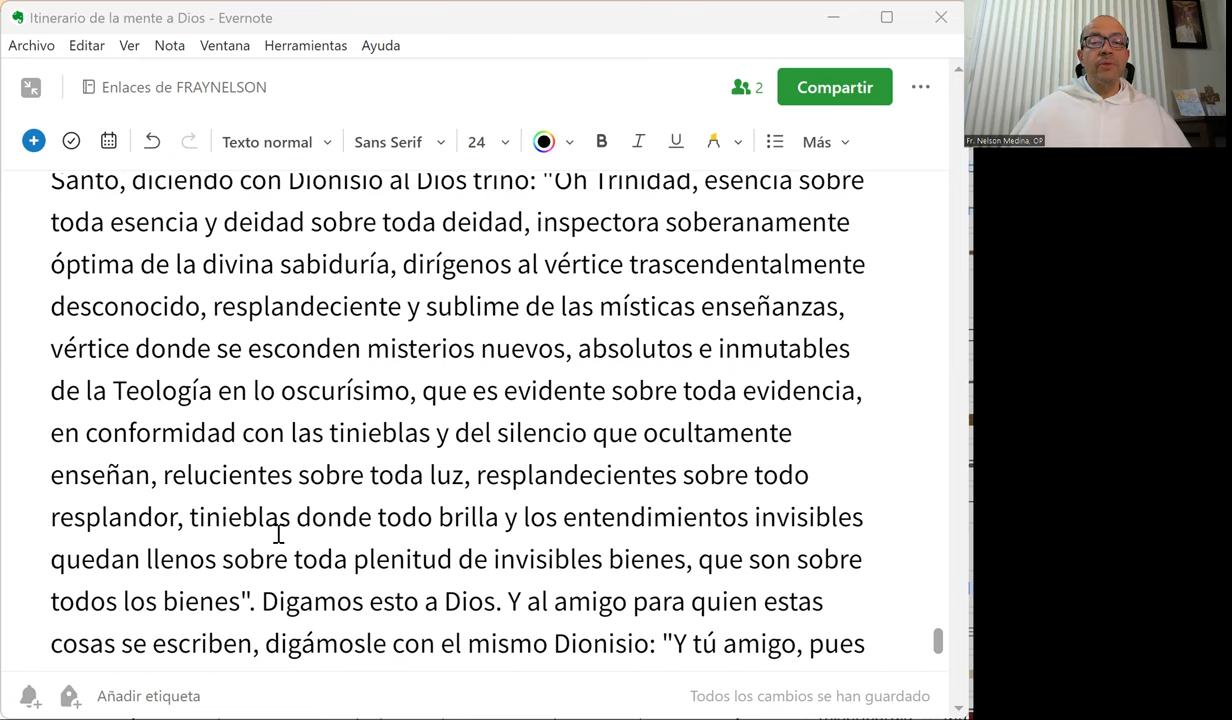 Itinerario de la mente a Dios - Evernote
Archivo Editar Ver Nota Ventana Herramientas Ayuda
Enlaces de FRAYNELSON 2 Compartir
Texto normal Sans Serif 24 B I U A Más
Santo, diciendo con Dionisio al Dios trino: "Oh Trinidad, esencia sobre
toda esencia y deidad sobre toda deidad, inspectora soberanamente
óptima de la divina sabiduría, dirígenos al vértice trascendentalmente
desconocido, resplandeciente y sublime de las místicas enseñanzas,
vértice donde se esconden misterios nuevos, absolutos e inmutables
de la Teología en lo oscurísimo, que es evidente sobre toda evidencia,
en conformidad con las tinieblas y del silencio que ocultamente
enseñan, relucientes sobre toda luz, resplandecientes sobre todo
resplandor, tinieblas donde todo brilla y los entendimientos invisibles
quedan llenos sobre toda plenitud de invisibles bienes, que son sobre
todos los bienes". Digamos esto a Dios. Y al amigo para quien estas
cosas se escriben, digámosle con el mismo Dionisio: "Y tú amigo, pues
Añadir etiqueta Todos los cambios se han guardado
Fr. Nelson Medina, OP